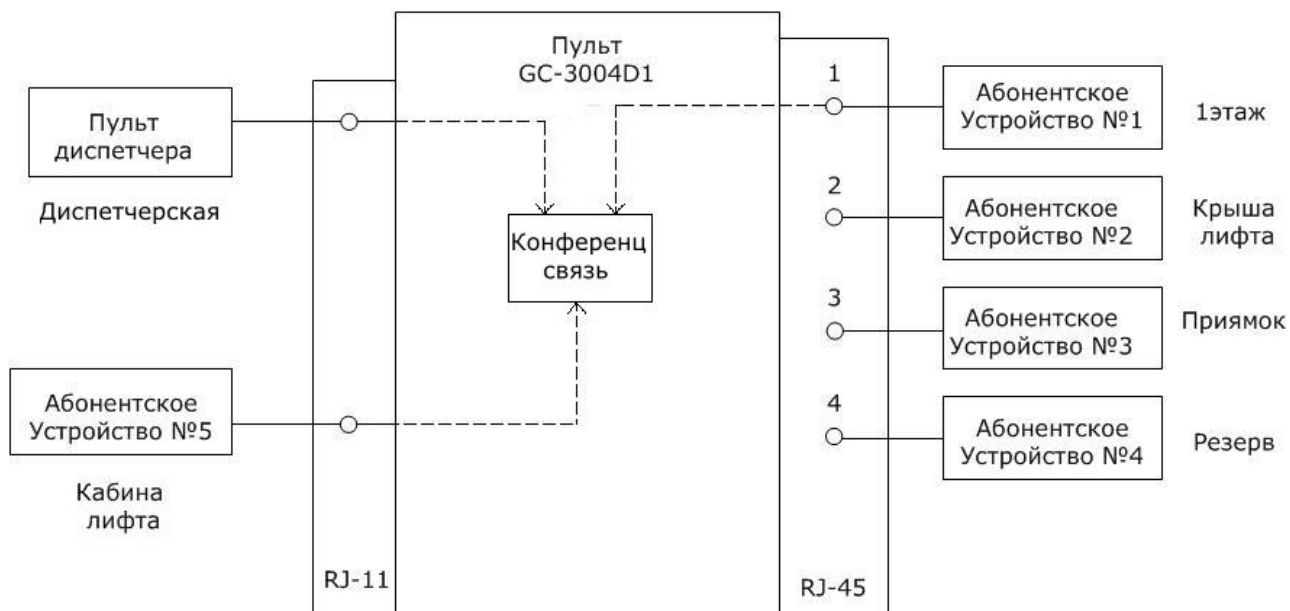 Пульт
GC-3004D1
Пульт
диспетчера
Диспетчерская
Конференц
связь
Абонентское
Устройство №5
Кабина
лифта
RJ-11
1
Абонентское
Устройство №1
1этаж
2
Абонентское
Устройство №2
Крыша
лифта
3
Абонентское
Устройство №3
Приямок
4
Абонентское
Устройство №4
Резерв
RJ-45